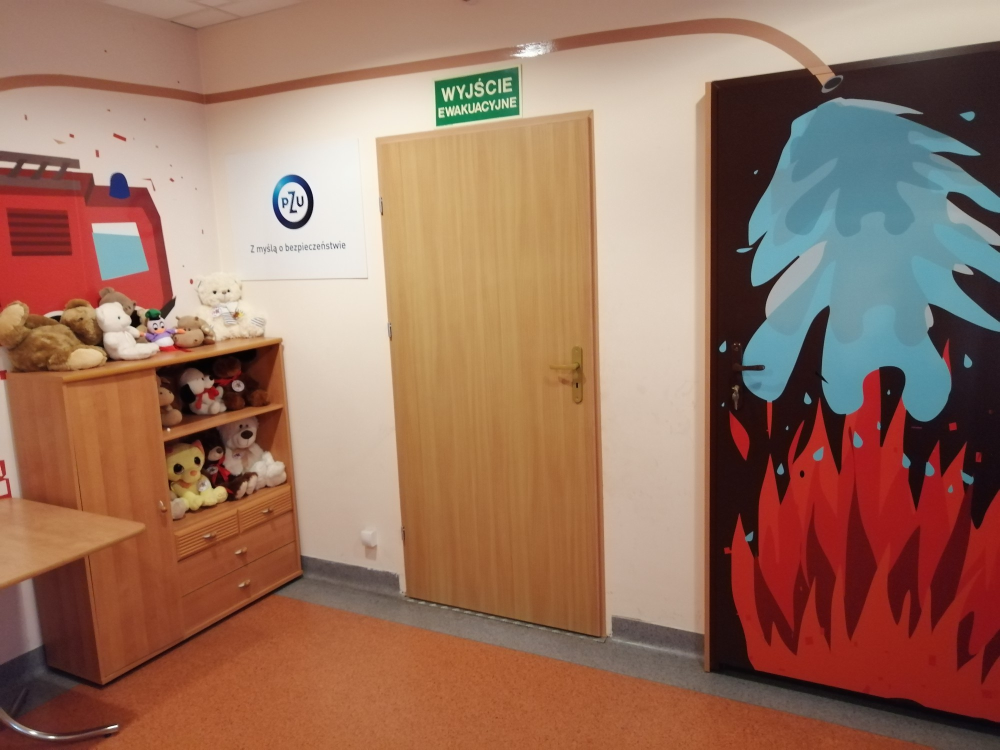 WYJŚCIE
EWAKUACYJNE
PZU
Z myślą o bezpieczeństwie